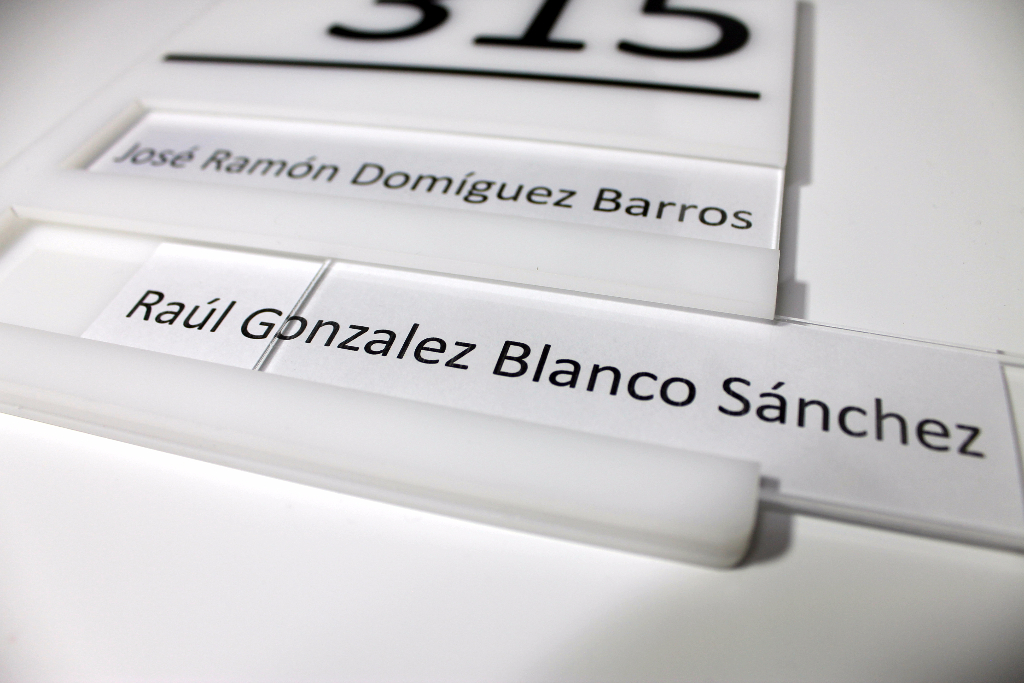 315
José Ramón Domíguez Barros
Raúl Gonzalez Blanco Sánchez